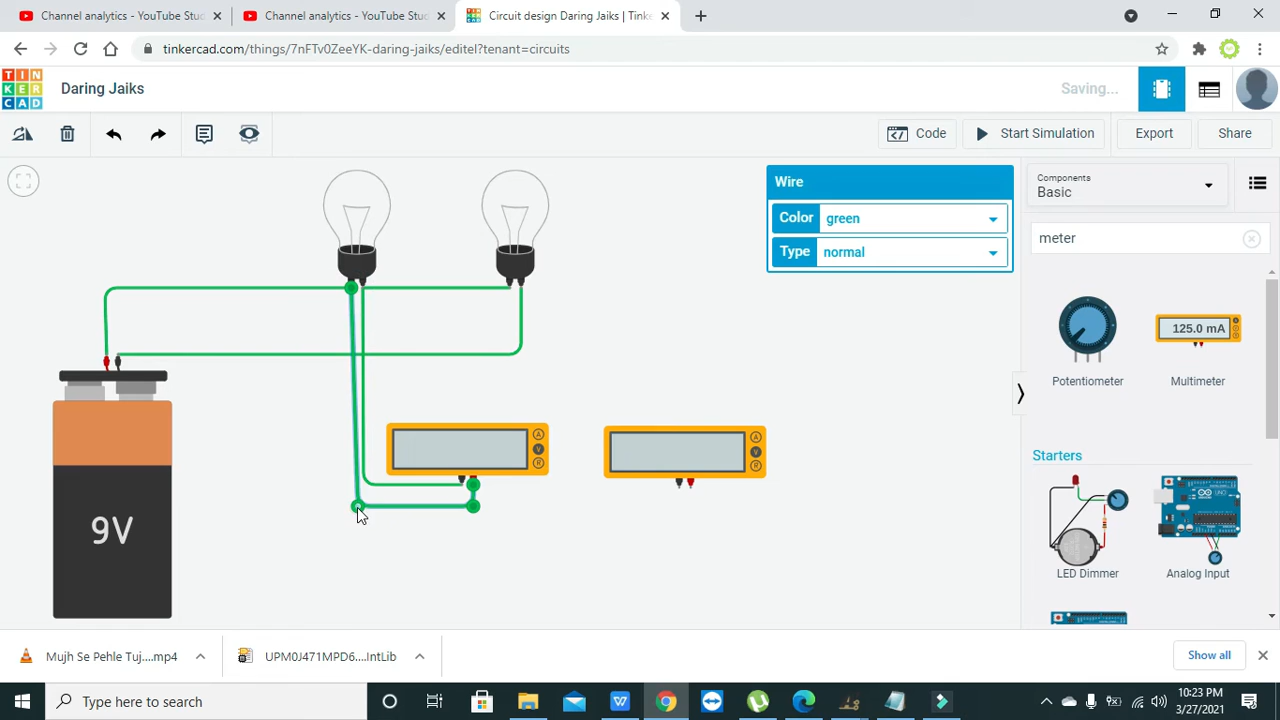 Channel analytics - YouTube Stud
Channel analytics - YouTube Stud
Circuit design Daring Jaiks | Tink
tinkercad.com/things/7nFTv0ZeeYK-daring-jaiks/editel?tenant=circuits
TIN
KER
CAD
Daring Jaiks
Saving...
Code
Start Simulation
Export
Share
Wire
Color
green
Type
normal
Components
Basic
meter
125.0 mA
Potentiometer
Multimeter
Starters
LED Dimmer
Analog Input
A
V
R
A
V
R
9V
Mujh Se Pehle Tuj....mp4
UPM0J471MPD6....IntLib
Show all
Type here to search
10:23 PM
3/27/2021